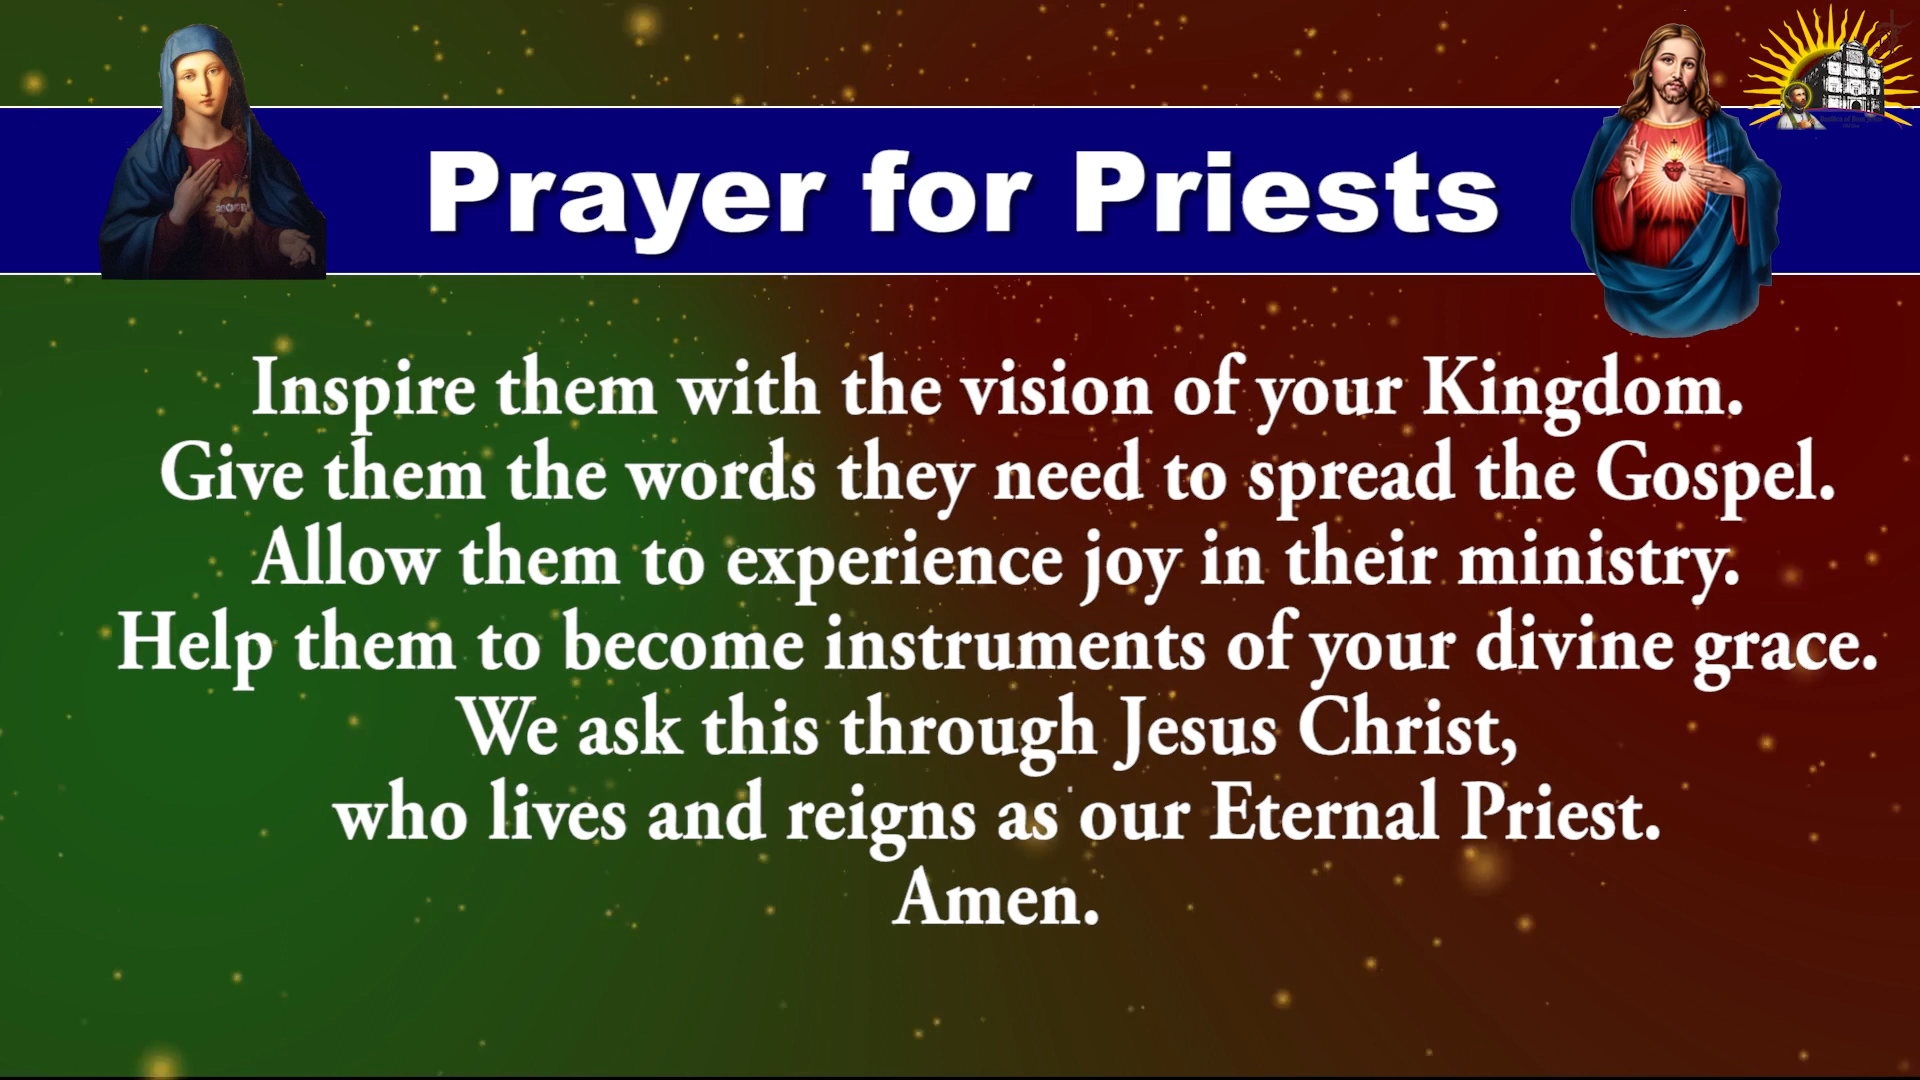 Prayer for Priests
Inspire them with the vision of your Kingdom.
Give them the words they need to spread the Gospel.
Allow them to experience joy in their ministry.
Help them to become instruments of your divine grace.
We ask this through Jesus Christ,
who lives and reigns as our Eternal Priest.
Amen.